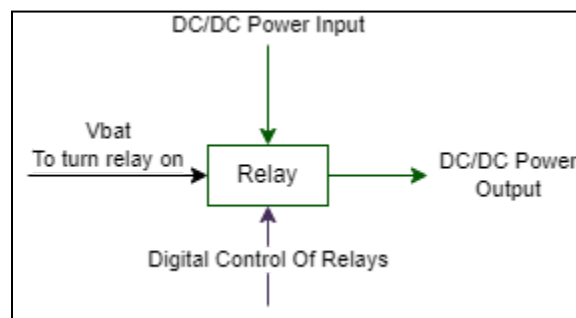 DC/DC Power Input
Vbat
To turn relay on
Relay
DC/DC Power
Output
Digital Control Of Relays